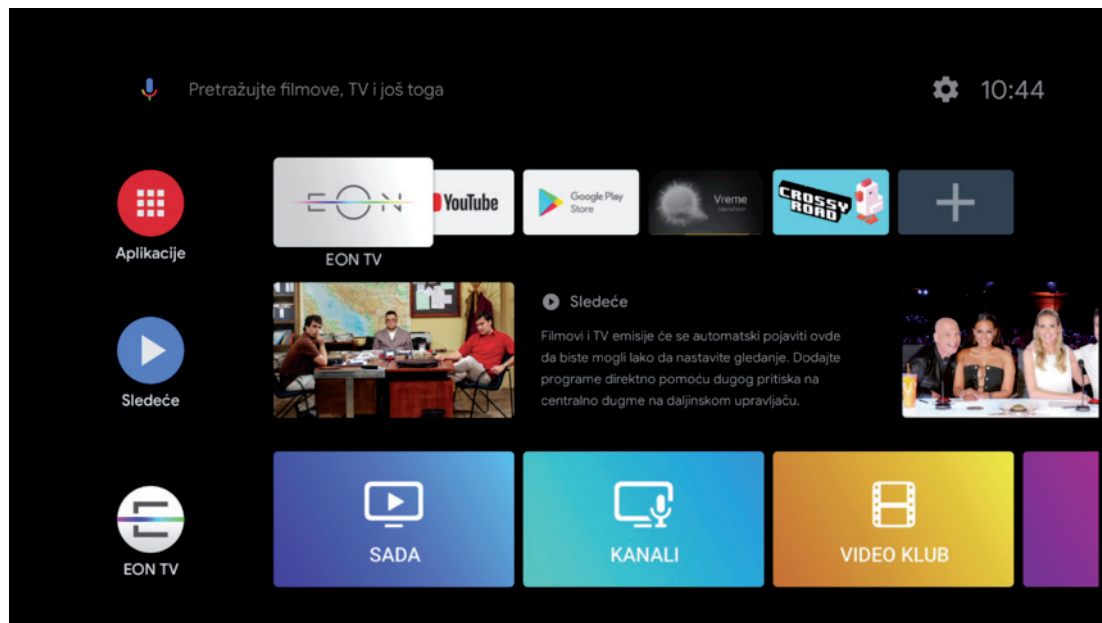 Pretražujte filmove, TV i još toga
10:44
Aplikacije
EON
YouTube
Google Play
Store
Vreme
CROSSY
ROAD
EON TV
Sledeće
Sledeće
Filmovi i TV emisije će se automatski pojaviti ovde
da biste mogli lako da nastavite gledanje. Dodajte
programe direktno pomoću dugog pritiska na
centralno dugme na daljinskom upravljaču.
EON TV
SADA
KANALI
VIDEO KLUB